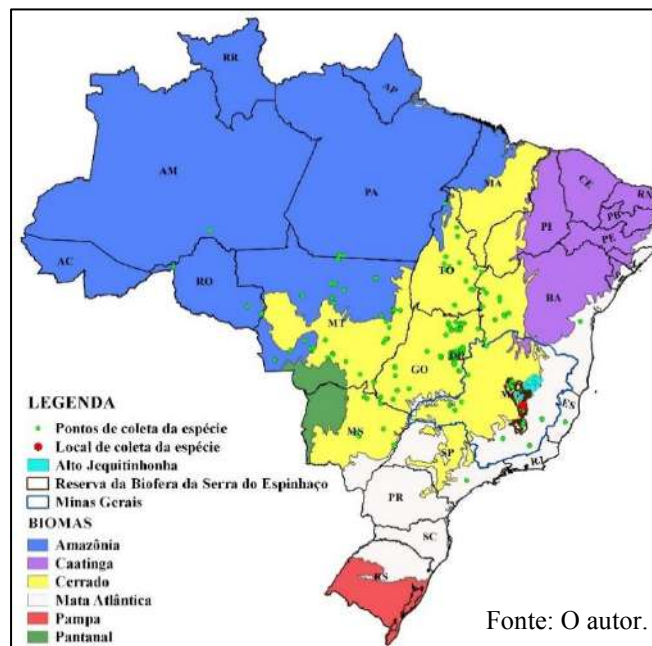 RR
AP
AM
PA
MA
CE
RN
PB
PE
PI
AC
RO
TO
BA
MT
GO
DF
MS
ES
SP
RJ
PR
SC
RS
LEGENDA
Pontos de coleta da espécie
Local de coleta da espécie
Alto Jequitinhonha
Reserva da Biofera da Serra do Espinhaço
Minas Gerais
BIOMAS
Amazônia
Caatinga
Cerrado
Mata Atlântica
Pampa
Pantanal
Fonte: O autor.